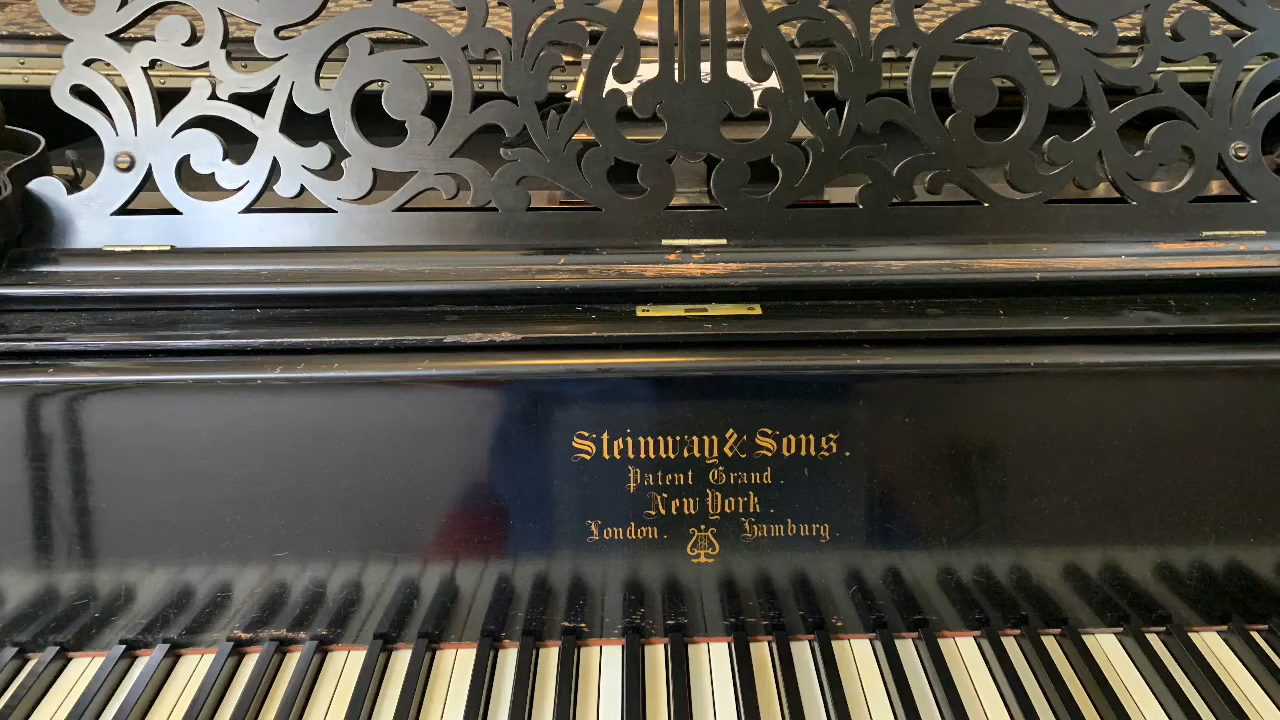 Steinway & Sons.
Patent Grand.
New York.
London. Hamburg.